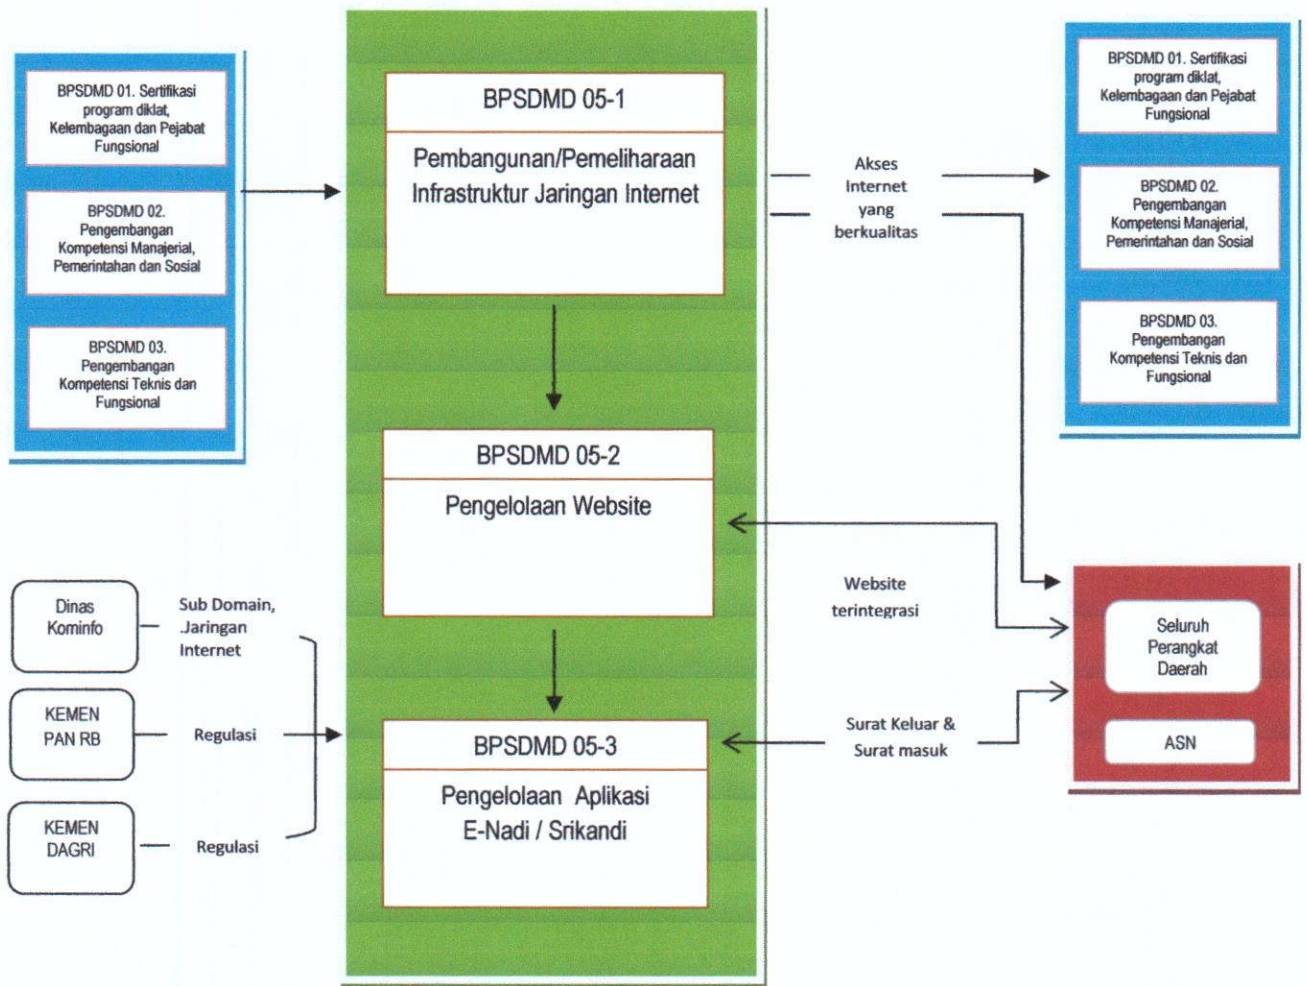 BPSDMD 01. Sertifikasi
program diklat,
Kelembagaan dan Pejabat
Fungsional
BPSDMD 02.
Pengembangan
Kompetensi Manajerial,
Pemerintahan dan Sosial
BPSDMD 03.
Pengembangan
Kompetensi Teknis dan
Fungsional
Dinas
Kominfo
Sub Domain,
.Jaringan
Internet
KEMEN
PAN RB
Regulasi
KEMEN
DAGRI
Regulasi
BPSDMD 05-1
Pembangunan/Pemeliharaan
Infrastruktur Jaringan Internet
BPSDMD 05-2
Pengelolaan Website
BPSDMD 05-3
Pengelolaan Aplikasi
E-Nadi / Srikandi
Akses
Internet
yang
berkualitas
Website
terintegrasi
Surat Keluar &
Surat masuk
BPSDMD 01. Sertifikasi
program diklat,
Kelembagaan dan Pejabat
Fungsional
BPSDMD 02.
Pengembangan
Kompetensi Manajerial,
Pemerintahan dan Sosial
BPSDMD 03.
Pengembangan
Kompetensi Teknis dan
Fungsional
Seluruh
Perangkat
Daerah
ASN